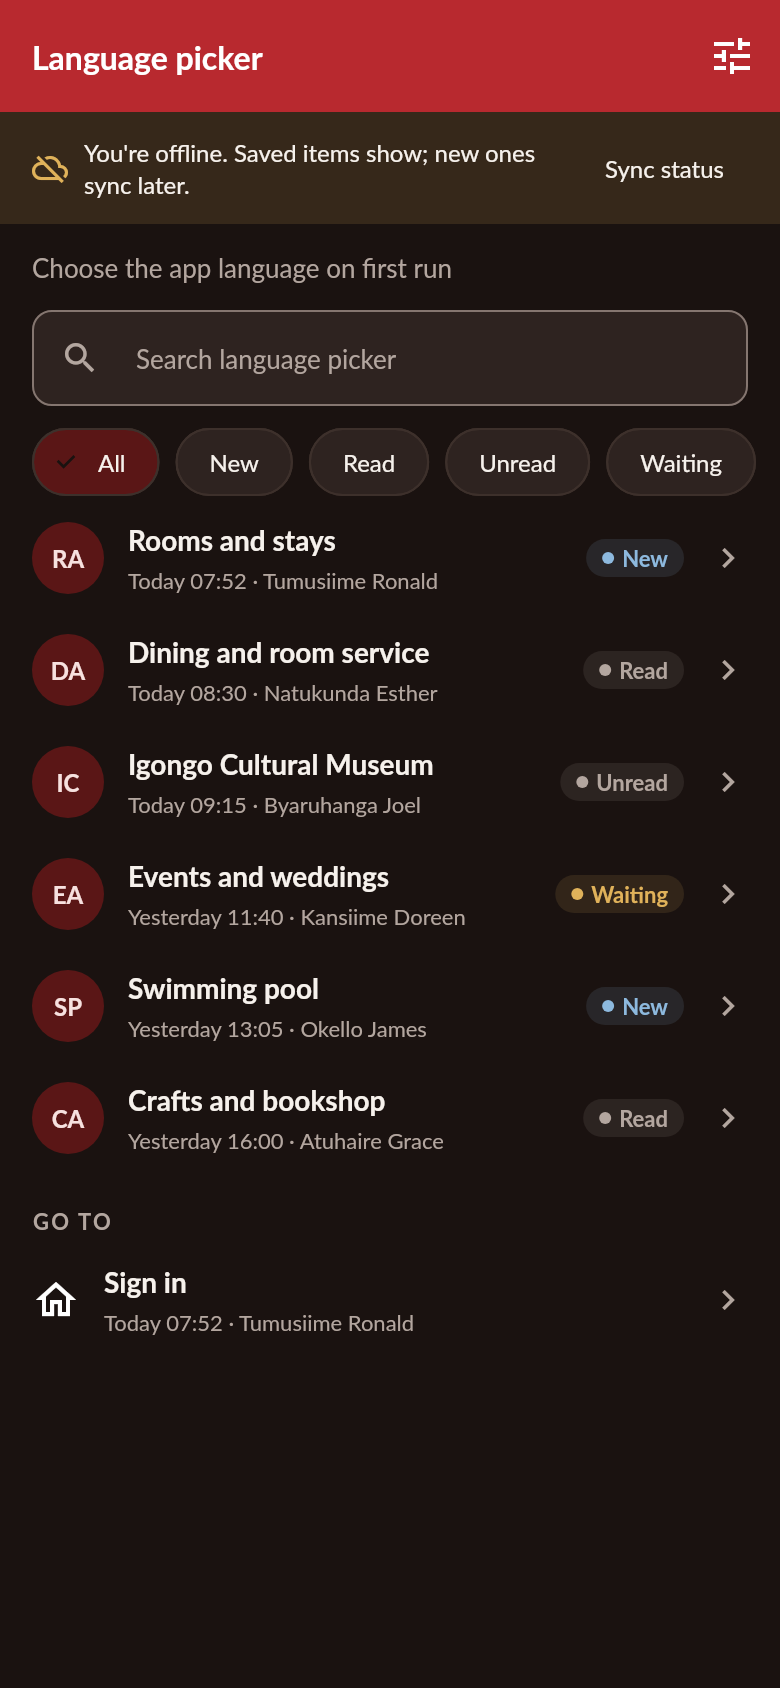 Language picker
You're offline. Saved items show; new ones
sync later.
Sync status
Choose the app language on first run
Search language picker
All
New
Read
Unread
Waiting
RA
Rooms and stays
Today 07:52 · Tumusiime Ronald
New
DA
Dining and room service
Today 08:30 · Natukunda Esther
Read
IC
Igongo Cultural Museum
Today 09:15 · Byaruhanga Joel
Unread
EA
Events and weddings
Yesterday 11:40 · Kansiime Doreen
Waiting
SP
Swimming pool
Yesterday 13:05 · Okello James
New
CA
Crafts and bookshop
Yesterday 16:00 · Atuhaire Grace
Read
GO TO
Sign in
Today 07:52 · Tumusiime Ronald